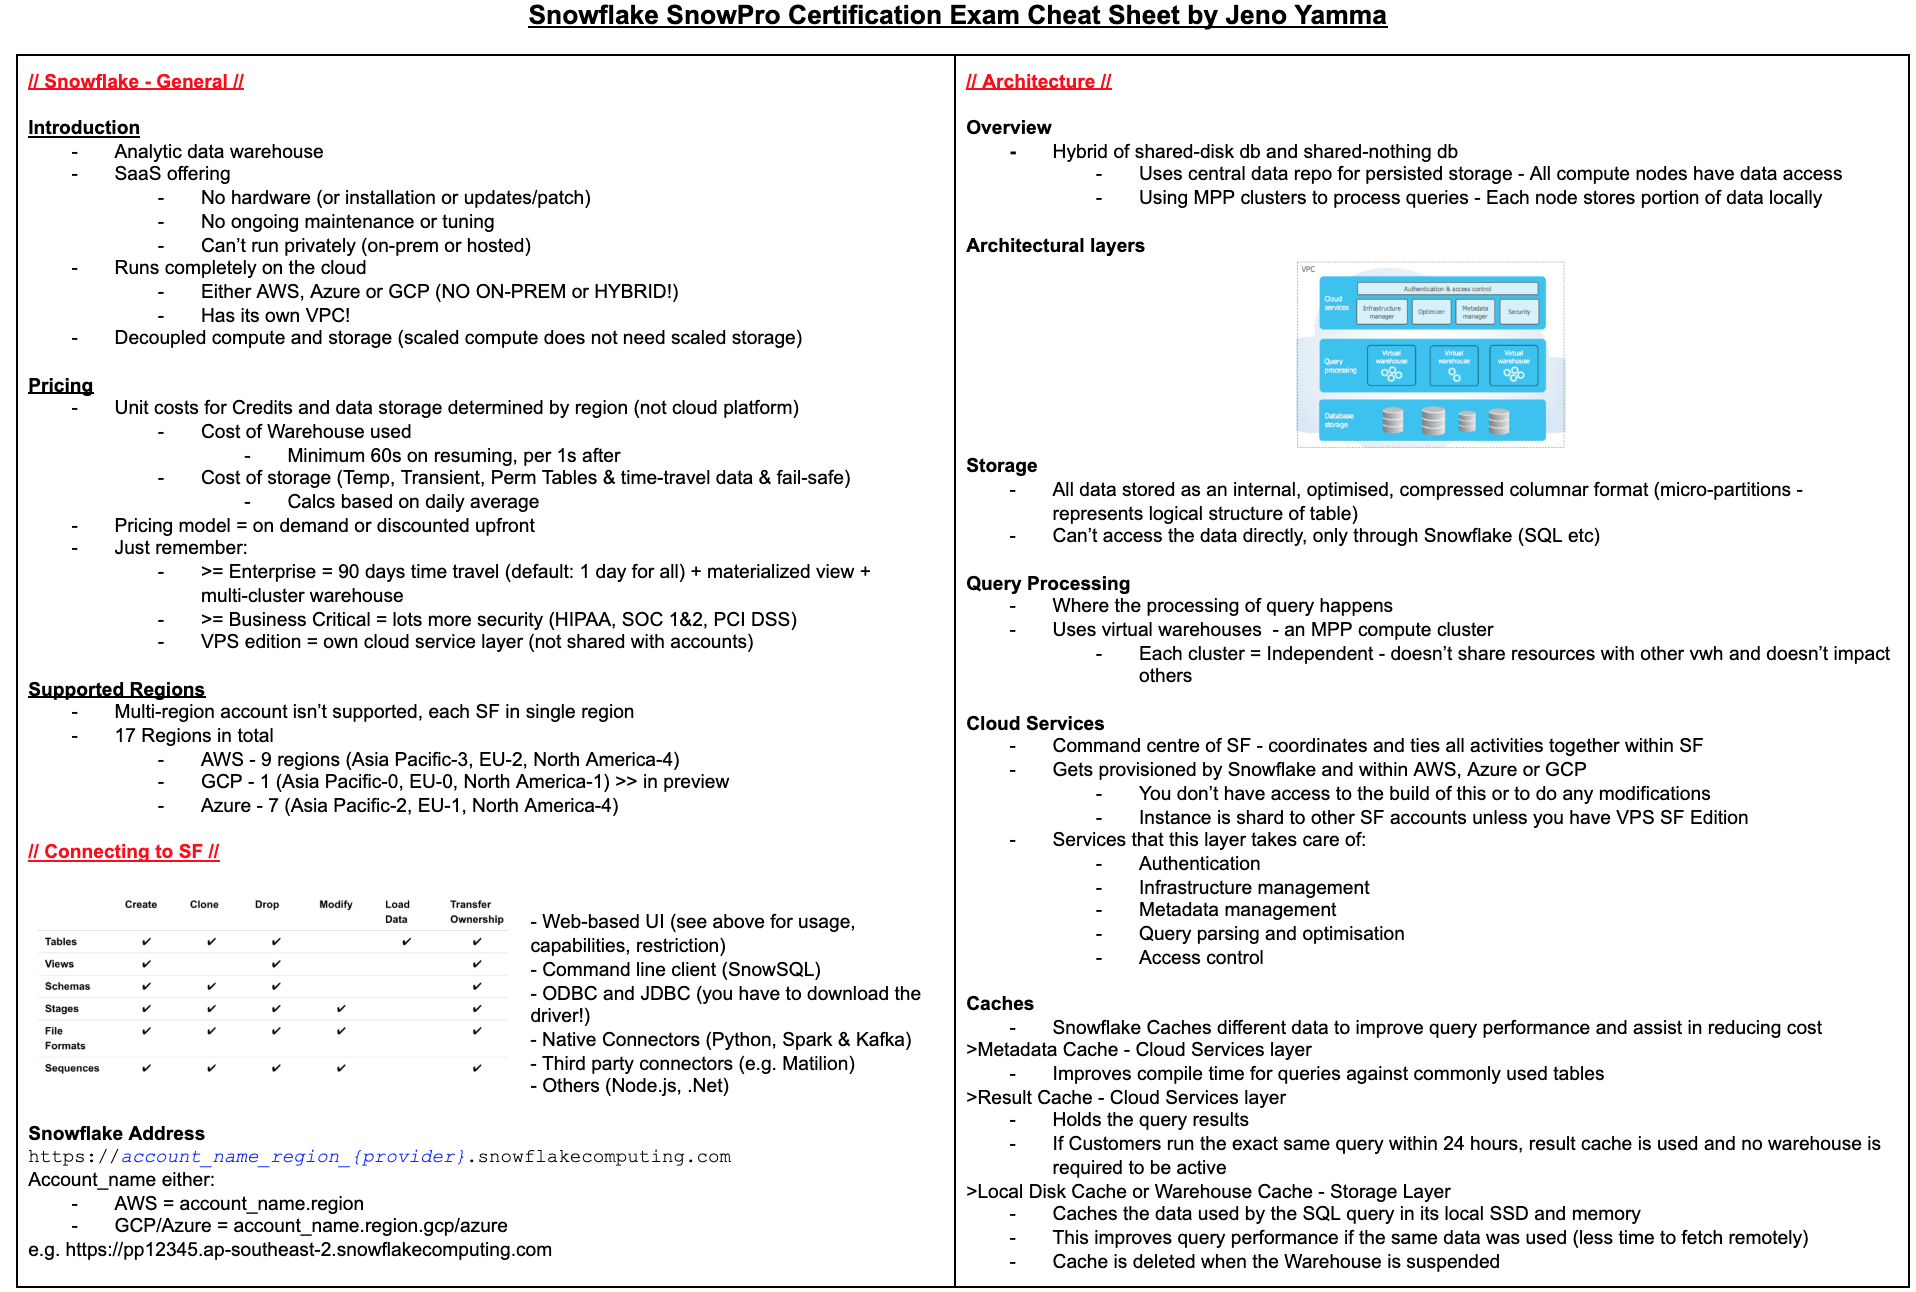 Snowflake SnowPro Certification Exam Cheat Sheet by Jeno Yamma
// Snowflake - General //
Introduction
- Analytic data warehouse
- SaaS offering
- No hardware (or installation or updates/patch)
- No ongoing maintenance or tuning
- Can't run privately (on-prem or hosted)
- Runs completely on the cloud
- Either AWS, Azure or GCP (NO ON-PREM or HYBRID!)
- Has its own VPC!
- Decoupled compute and storage (scaled compute does not need scaled storage)
Pricing
- Unit costs for Credits and data storage determined by region (not cloud platform)
- Cost of Warehouse used
- Minimum 60s on resuming, per 1s after
- Cost of storage (Temp, Transient, Perm Tables & time-travel data & fail-safe)
- Calcs based on daily average
- Pricing model = on demand or discounted upfront
- Just remember:
- >= Enterprise = 90 days time travel (default: 1 day for all) + materialized view +
multi-cluster warehouse
- >= Business Critical = lots more security (HIPAA, SOC 1&2, PCI DSS)
- VPS edition = own cloud service layer (not shared with accounts)
Supported Regions
- Multi-region account isn't supported, each SF in single region
- 17 Regions in total
- AWS - 9 regions (Asia Pacific-3, EU-2, North America-4)
- GCP - 1 (Asia Pacific-0, EU-0, North America-1) >> in preview
- Azure - 7 (Asia Pacific-2, EU-1, North America-4)
// Connecting to SF //
Create Clone Drop Modify Load Data Transfer Ownership
Tables ✔ ✔ ✔ ✔ ✔
Views ✔ ✔ ✔
Schemas ✔ ✔ ✔ ✔
Stages ✔ ✔ ✔ ✔ ✔
File Formats ✔ ✔ ✔ ✔ ✔
Sequences ✔ ✔ ✔ ✔ ✔
- Web-based UI (see above for usage,
capabilities, restriction)
- Command line client (SnowSQL)
- ODBC and JDBC (you have to download the
driver!)
- Native Connectors (Python, Spark & Kafka)
- Third party connectors (e.g. Matilion)
- Others (Node.js, .Net)
Snowflake Address
https://account_name_region_{provider}.snowflakecomputing.com
Account_name either:
- AWS = account_name.region
- GCP/Azure = account_name.region.gcp/azure
e.g. https://pp12345.ap-southeast-2.snowflakecomputing.com
// Architecture //
Overview
- Hybrid of shared-disk db and shared-nothing db
- Uses central data repo for persisted storage - All compute nodes have data access
- Using MPP clusters to process queries - Each node stores portion of data locally
Architectural layers
VPC
Cloud services
Authentication & access control
Infrastructure manager
Optimizer
Metadata manager
Security
Query processing
Virtual warehouse
Virtual warehouse
Virtual warehouse
Database storage
Storage
- All data stored as an internal, optimised, compressed columnar format (micro-partitions -
represents logical structure of table)
- Can't access the data directly, only through Snowflake (SQL etc)
Query Processing
- Where the processing of query happens
- Uses virtual warehouses - an MPP compute cluster
- Each cluster = Independent - doesn't share resources with other vwh and doesn't impact
others
Cloud Services
- Command centre of SF - coordinates and ties all activities together within SF
- Gets provisioned by Snowflake and within AWS, Azure or GCP
- You don't have access to the build of this or to do any modifications
- Instance is shard to other SF accounts unless you have VPS SF Edition
- Services that this layer takes care of:
- Authentication
- Infrastructure management
- Metadata management
- Query parsing and optimisation
- Access control
Caches
- Snowflake Caches different data to improve query performance and assist in reducing cost
>Metadata Cache - Cloud Services layer
- Improves compile time for queries against commonly used tables
>Result Cache - Cloud Services layer
- Holds the query results
- If Customers run the exact same query within 24 hours, result cache is used and no warehouse is
required to be active
>Local Disk Cache or Warehouse Cache - Storage Layer
- Caches the data used by the SQL query in its local SSD and memory
- This improves query performance if the same data was used (less time to fetch remotely)
- Cache is deleted when the Warehouse is suspended